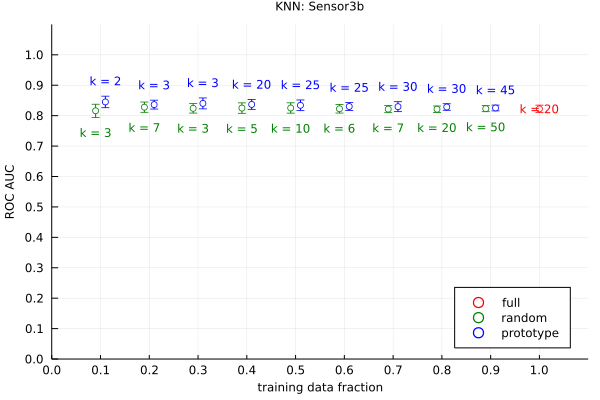 KNN: Sensor3b
ROC AUC
1.0
0.9
0.8
0.7
0.6
0.5
0.4
0.3
0.2
0.1
0.0
k = 2
k = 3
k = 3
k = 20
k = 25
k = 25
k = 30
k = 30
k = 45
k = 20
k = 3
k = 7
k = 3
k = 5
k = 10
k = 6
k = 7
k = 20
k = 50
full
random
prototype
0.0
0.1
0.2
0.3
0.4
0.5
0.6
0.7
0.8
0.9
1.0
training data fraction